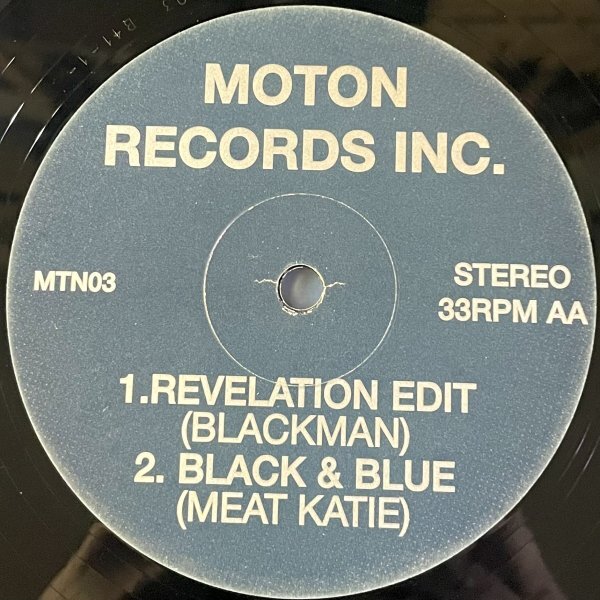 MOTON
RECORDS INC.
MTN03
STEREO
33RPM AA
1.REVELATION EDIT
(BLACKMAN)
2. BLACK & BLUE
(MEAT KATIE)